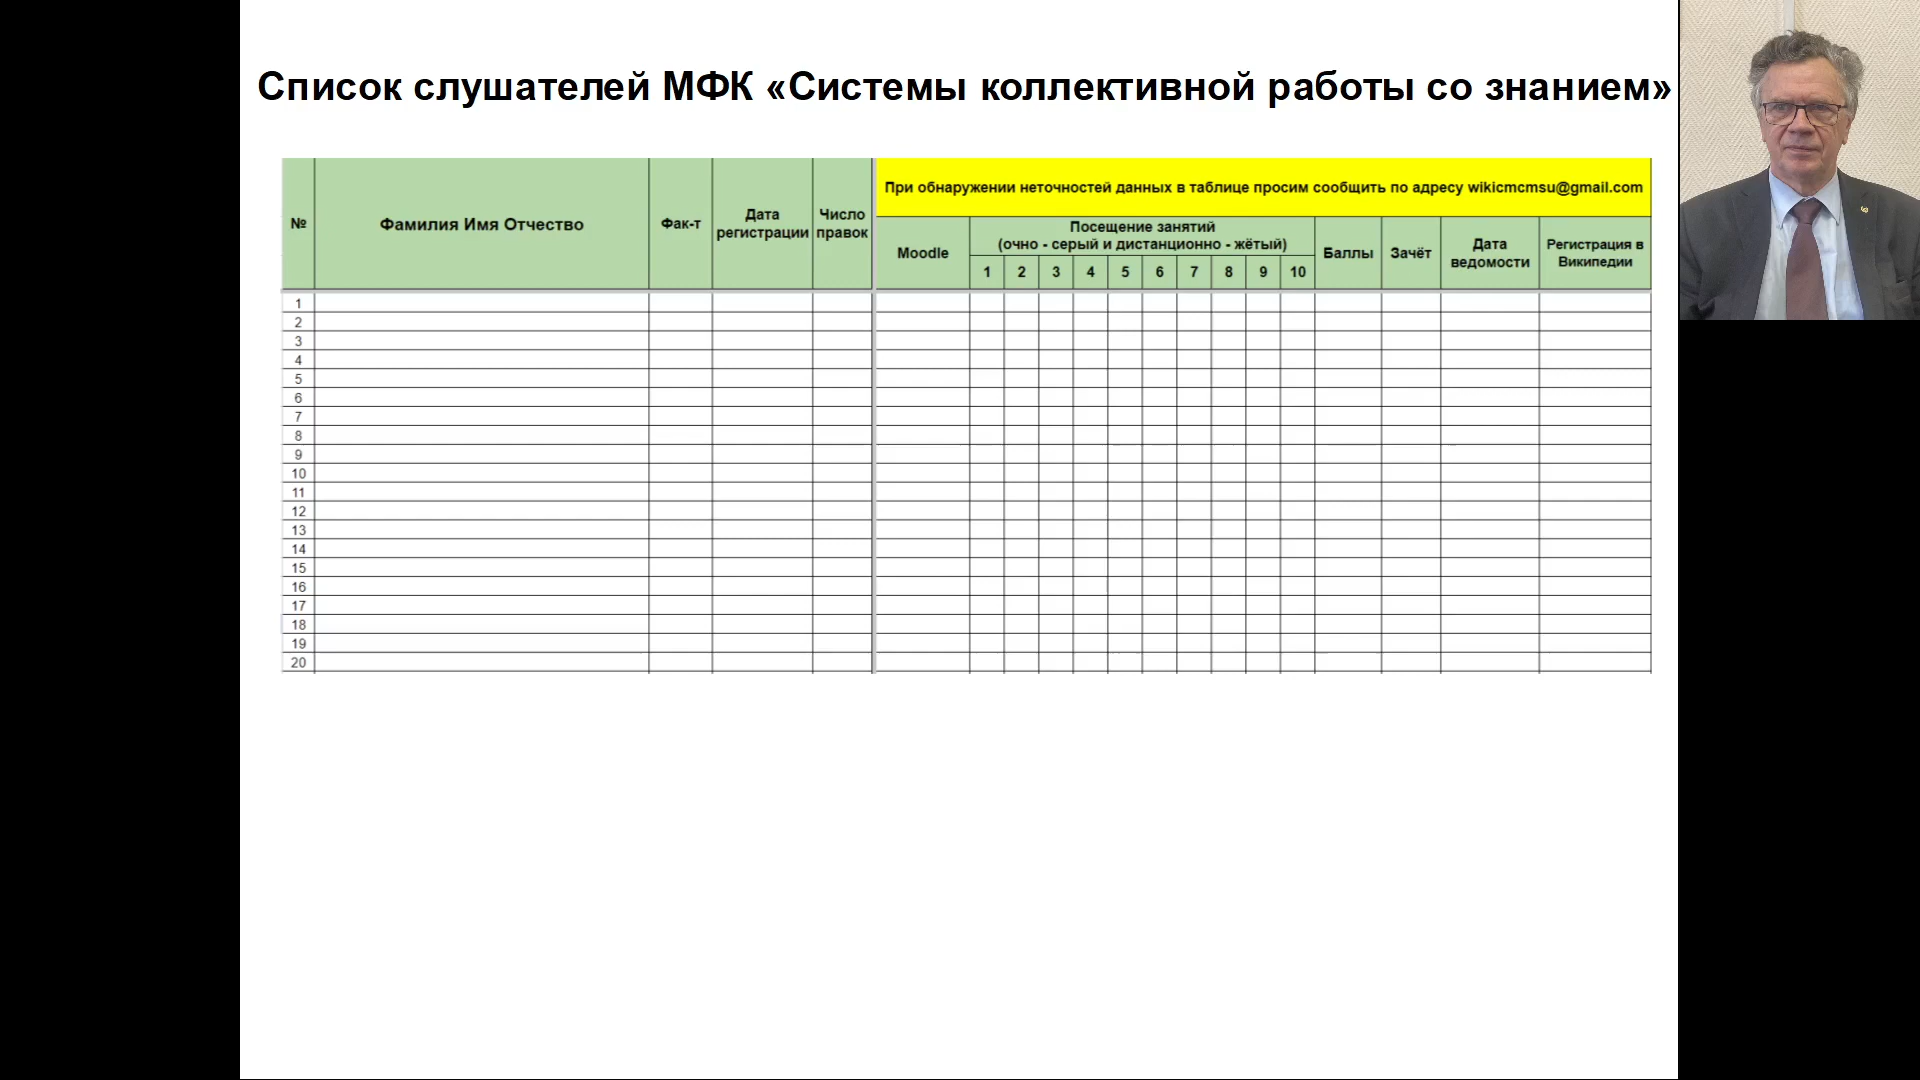 Список слушателей МФК «Системы коллективной работы со знанием»
При обнаружении неточностей данных в таблице просим сообщить по адресу wikicmcmsu@gmail.com
№
Фамилия Имя Отчество
Фак-т
Дата
регистрации
Число
правок
Moodle
Посещение занятий
(очно - серый и дистанционно - жётый)
1 2 3 4 5 6 7 8 9 10
Баллы
Зачёт
Дата
ведомости
Регистрация в
Википедии
1
2
3
4
5
6
7
8
9
10
11
12
13
14
15
16
17
18
19
20